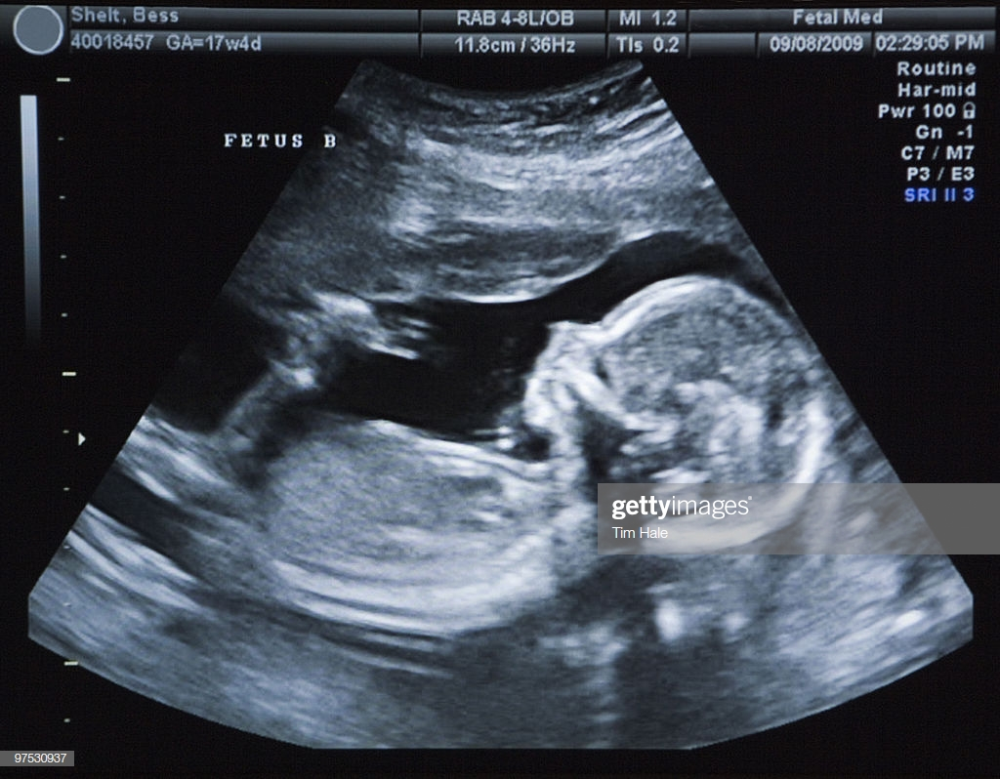 Shelt, Bess RAB 4-8L/OB MI 1.2 Fetal Med
40018457 GA=17w4d 11.8cm / 36Hz TIs 0.2 09/08/2009 02:29:05 PM
Routine
Har-mid
Pwr 100
Gn -1
C7 / M7
P3 / E3
SRI II 3
FETUS B
gettyimages
Tim Hale
97530937